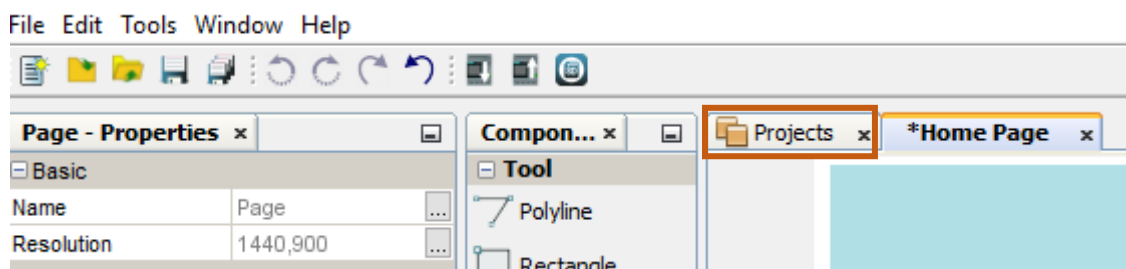 File Edit Tools Window Help
Page - Properties ×
Compon... ×
Projects ×
*Home Page ×
Basic
Tool
Name Page ...
Polyline
Resolution 1440,900 ...
Rectangle